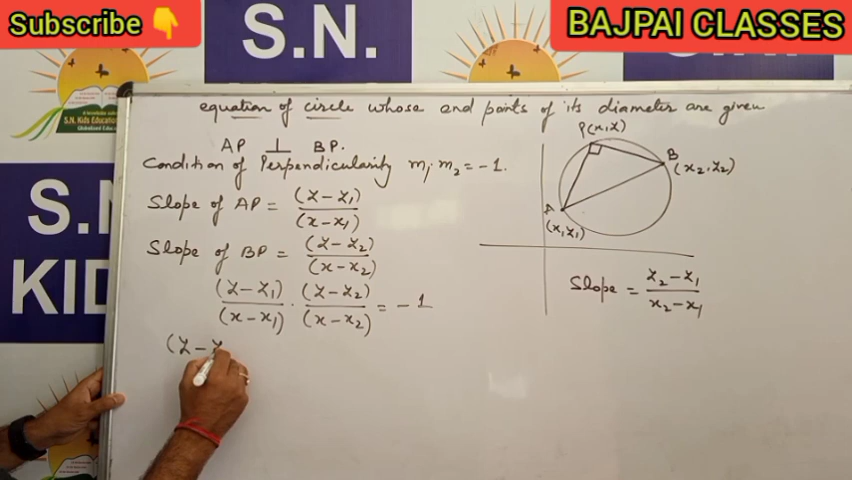 Subscribe 👇
S.N.
BAJPAI CLASSES
S.N. Kids Education
equation of circle whose end points of its diameter are given
AP ⊥ BP.
Condition of Perpendicularity m₁·m₂ = -1.
Slope of AP = (y-y₁)/(x-x₁)
Slope of BP = (y-y₂)/(x-x₂)
(y-y₁)/(x-x₁) · (y-y₂)/(x-x₂) = -1
(y-y
P(x,y)
B
(x₂,y₂)
A
(x,y₁)
Slope = (y₂-y₁)/(x₂-x₁)
S.N
KID